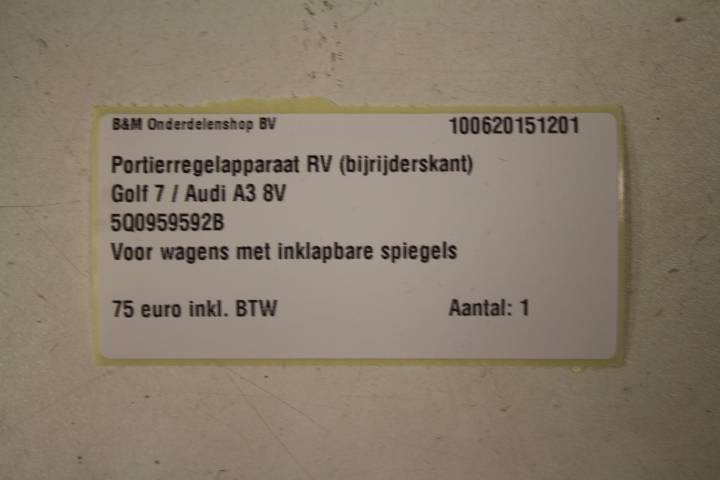 B&M Onderdelenshop BV 100620151201
Portierregelapparaat RV (bijrijderskant)
Golf 7 / Audi A3 8V
5Q0959592B
Voor wagens met inklapbare spiegels
75 euro inkl. BTW Aantal: 1